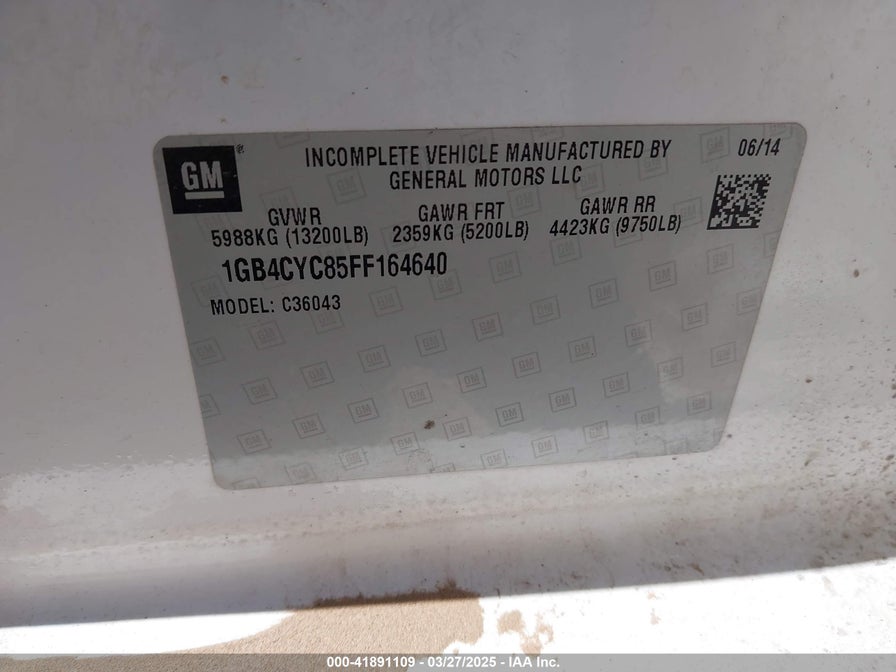 GM
INCOMPLETE VEHICLE MANUFACTURED BY
GENERAL MOTORS LLC
06/14
GVWR GAWR FRT GAWR RR
5988KG (13200LB) 2359KG (5200LB) 4423KG (9750LB)
1GB4CYC85FF164640
MODEL: C36043
000-41891109 — 03/27/2025 — IAA Inc.